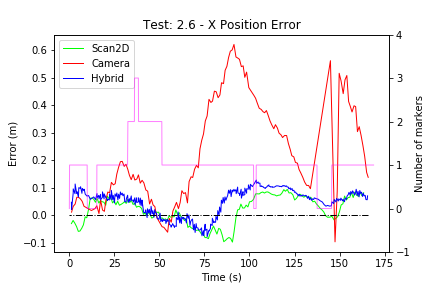 Test: 2.6 - X Position Error
Scan2D
Camera
Hybrid
Error (m)
0.6
0.5
0.4
0.3
0.2
0.1
0.0
−0.1
4
3
2
1
0
−1
Number of markers
0 25 50 75 100 125 150 175
Time (s)